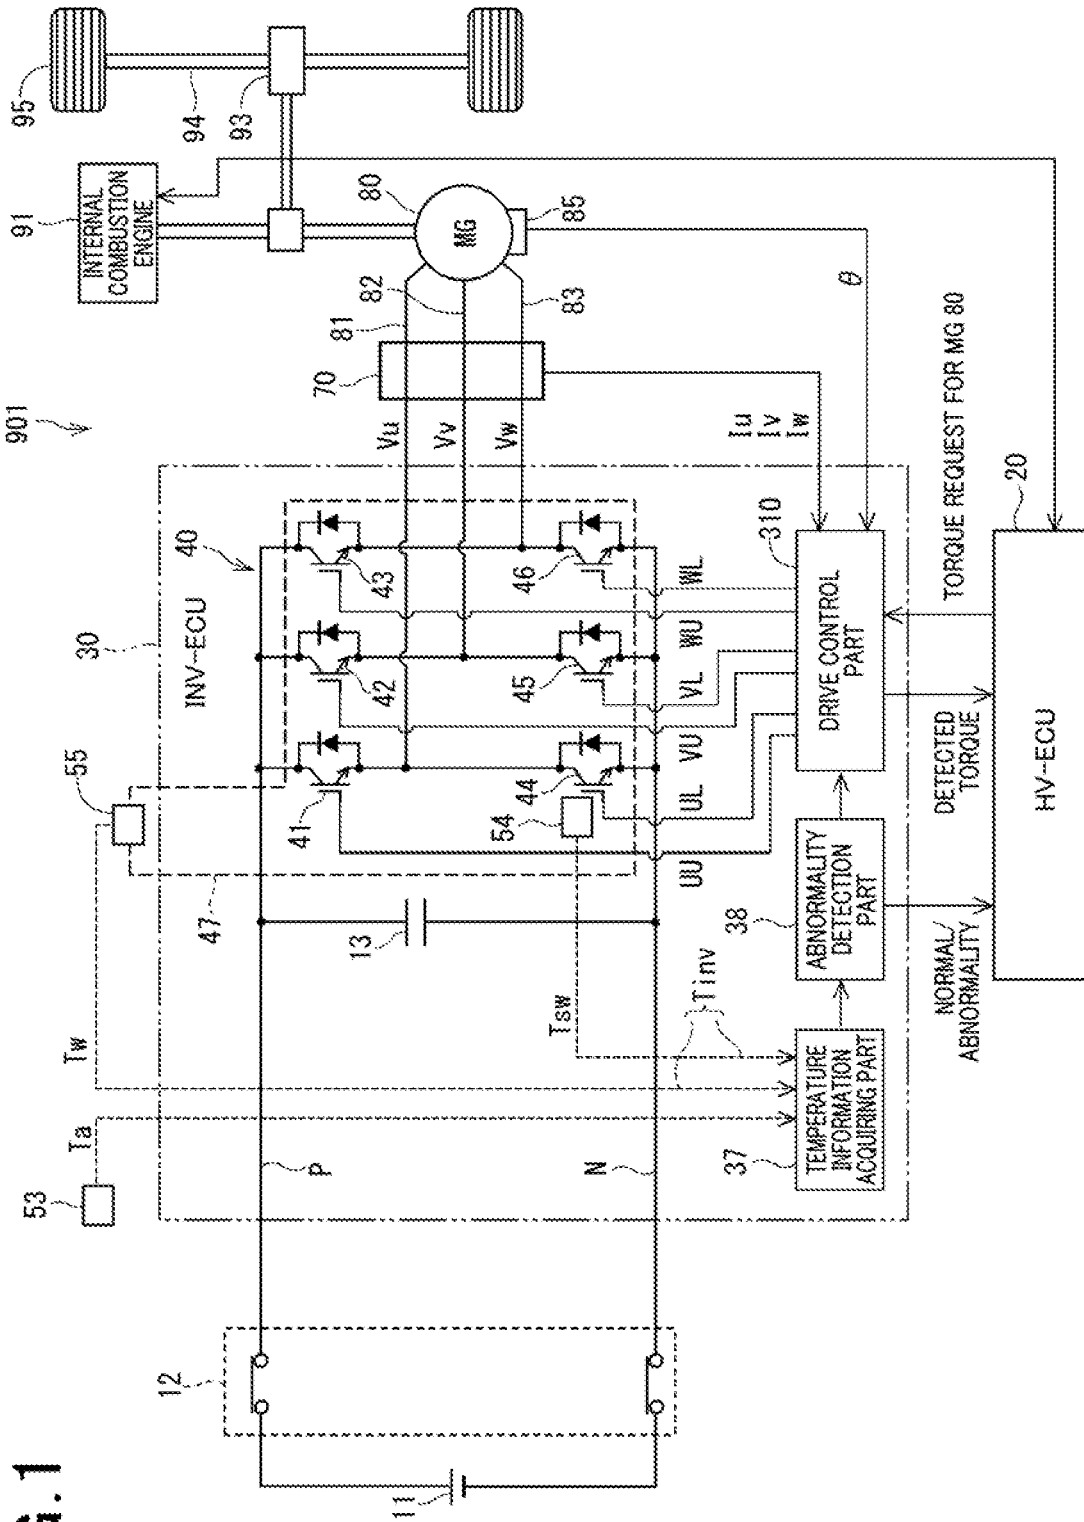 G.1
901
95
94
93
91
INTERNAL
COMBUSTION
ENGINE
80
MG
85
81
82
83
70
θ
Vu
Vv
Vw
Iu
Iv
Iw
TORQUE REQUEST FOR MG 80
30
INV-ECU
40
43
46
42
45
41
44
54
55
47
13
UU
UL
VU
VL
WU
WL
310
DRIVE CONTROL
PART
20
HV-ECU
DETECTED
TORQUE
38
ABNORMALITY
DETECTION
PART
NORMAL/
ABNORMALITY
37
TEMPERATURE
INFORMATION
ACQUIRING PART
Tinv
Tsw
Tw
Ta
53
P
N
12
11